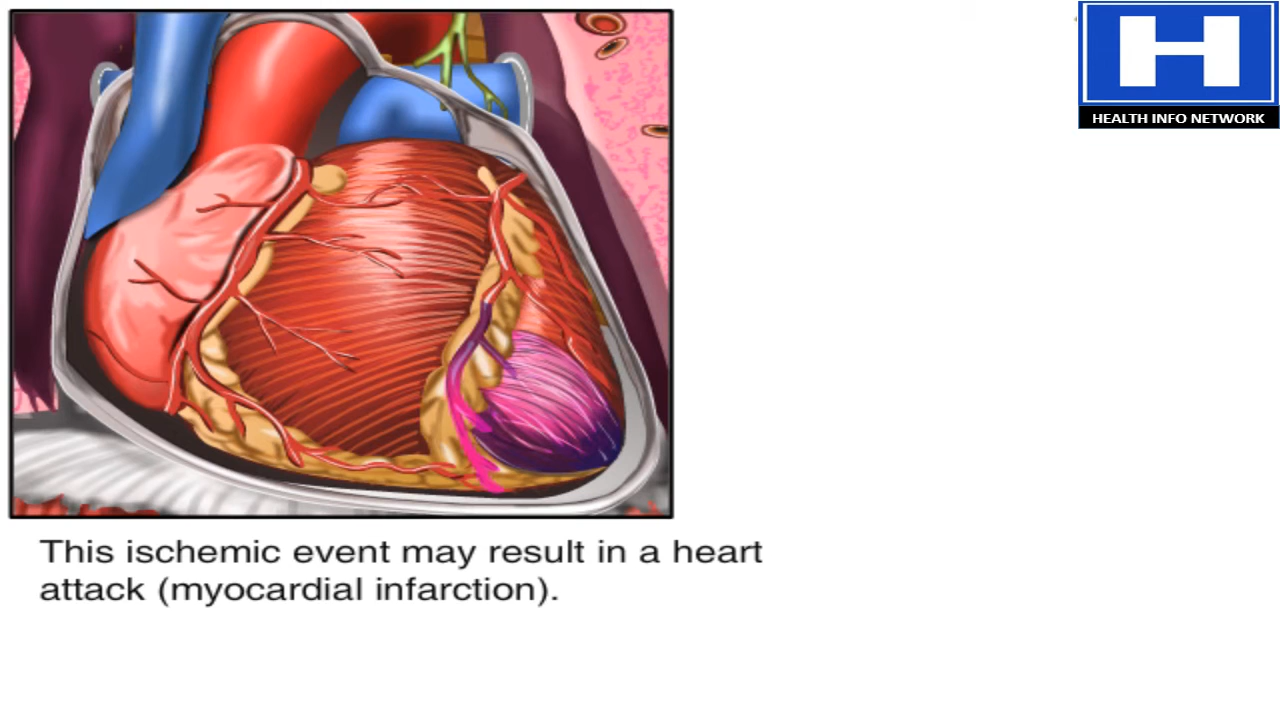 H
HEALTH INFO NETWORK
This ischemic event may result in a heart
attack (myocardial infarction).